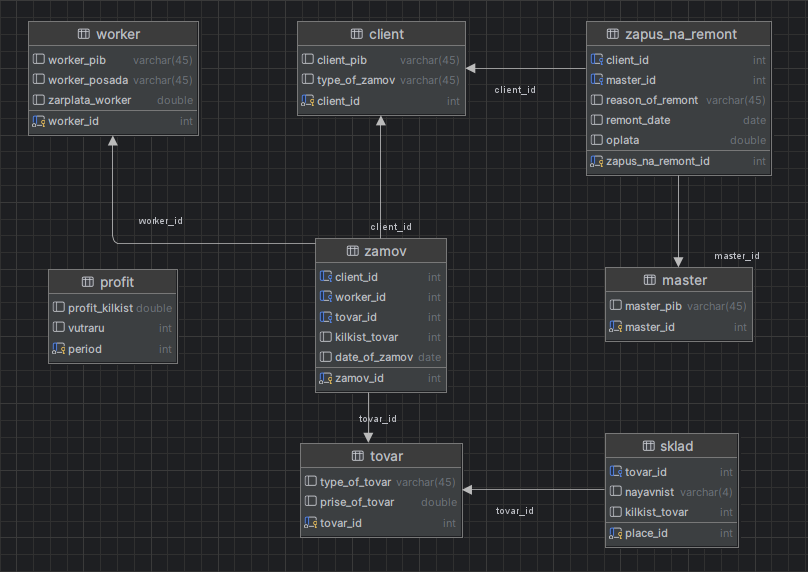 worker
worker_pib varchar(45)
worker_posada varchar(45)
zarplata_worker double
worker_id int
client
client_pib varchar(45)
type_of_zamov varchar(45)
client_id int
zapus_na_remont
client_id int
master_id int
reason_of_remont varchar(45)
remont_date date
oplata double
zapus_na_remont_id int
client_id
worker_id
client_id
master_id
profit
profit_kilkist double
vutraru int
period int
zamov
client_id int
worker_id int
tovar_id int
kilkist_tovar int
date_of_zamov date
zamov_id int
master
master_pib varchar(45)
master_id int
tovar_id
tovar
type_of_tovar varchar(45)
prise_of_tovar double
tovar_id int
tovar_id
sklad
tovar_id int
nayavnist varchar(4)
kilkist_tovar int
place_id int